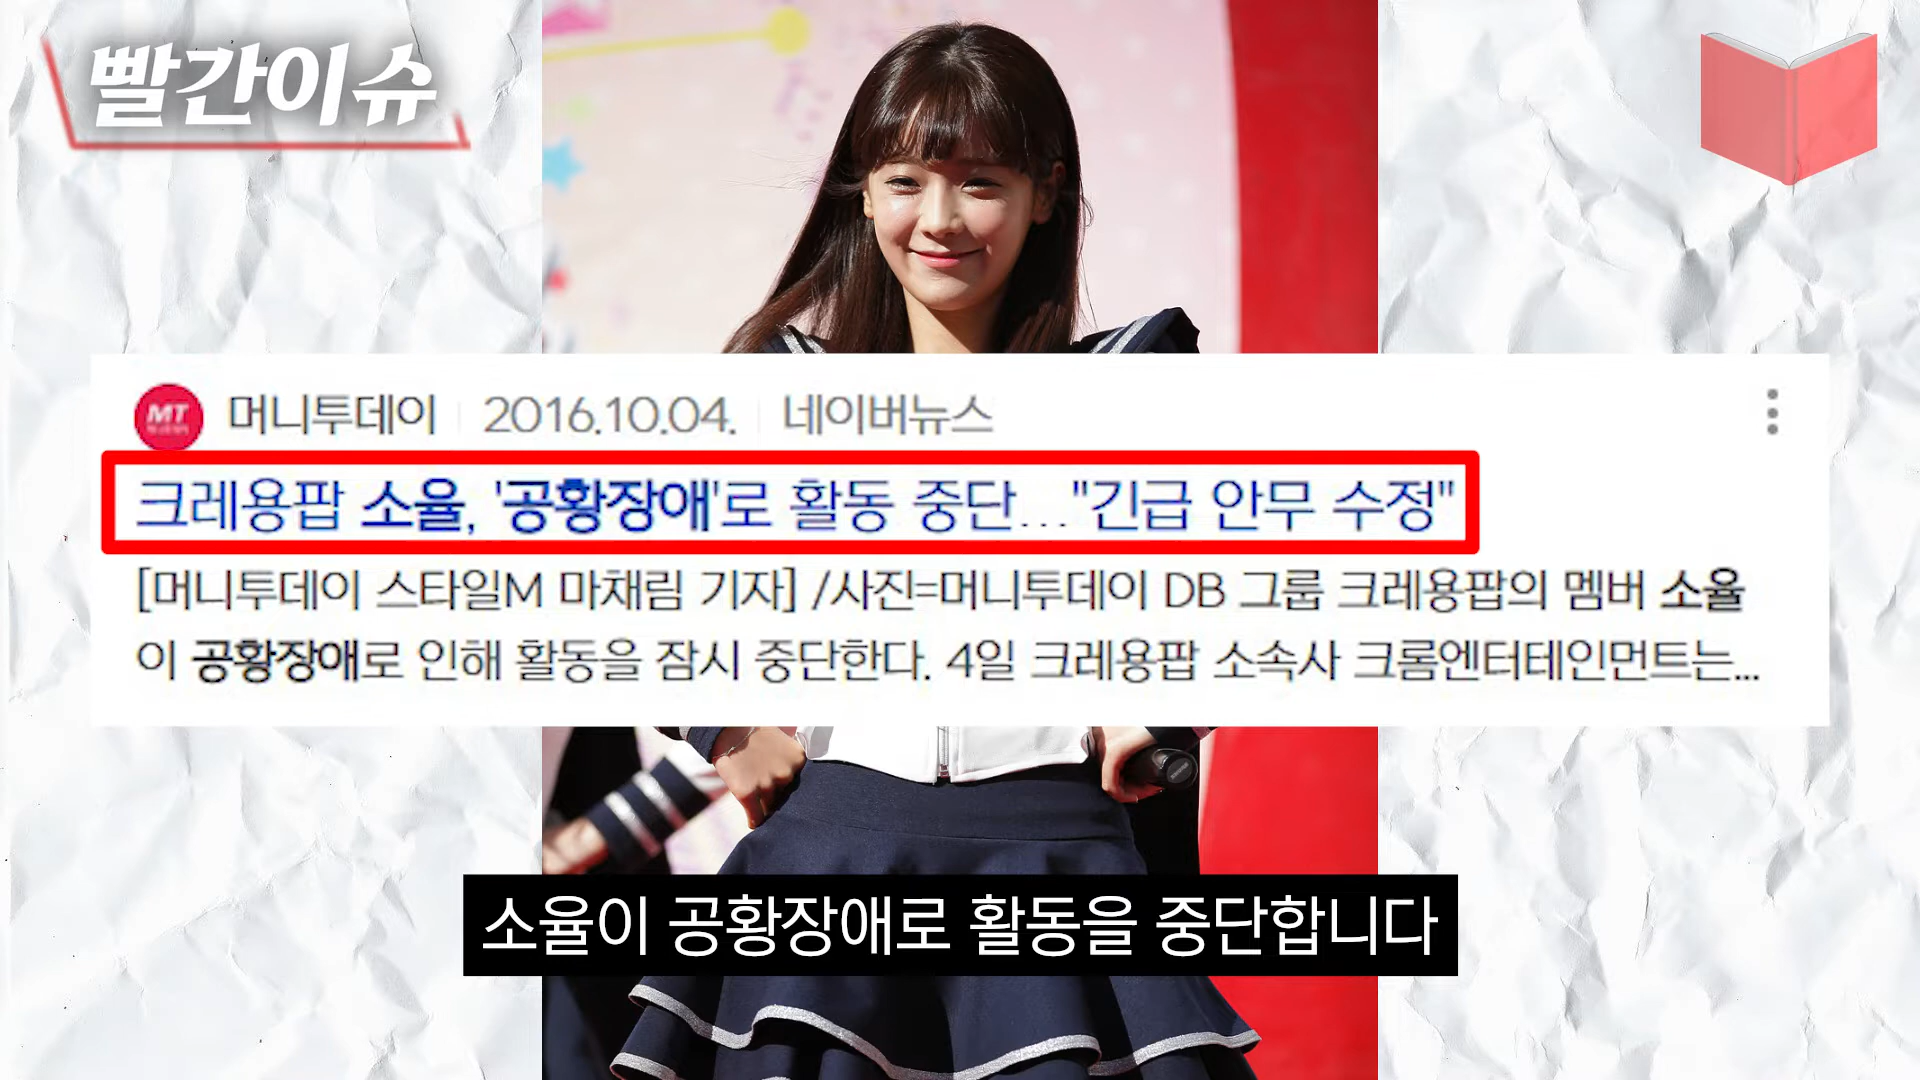 빨간이슈
MT
머니투데이 2016.10.04. 네이버뉴스
크레용팝 소율, '공황장애'로 활동 중단..."긴급 안무 수정"
[머니투데이 스타일M 마채림 기자] /사진=머니투데이 DB 그룹 크레용팝의 멤버 소율
이 공황장애로 인해 활동을 잠시 중단한다. 4일 크레용팝 소속사 크롬엔터테인먼트는...
소율이 공황장애로 활동을 중단합니다